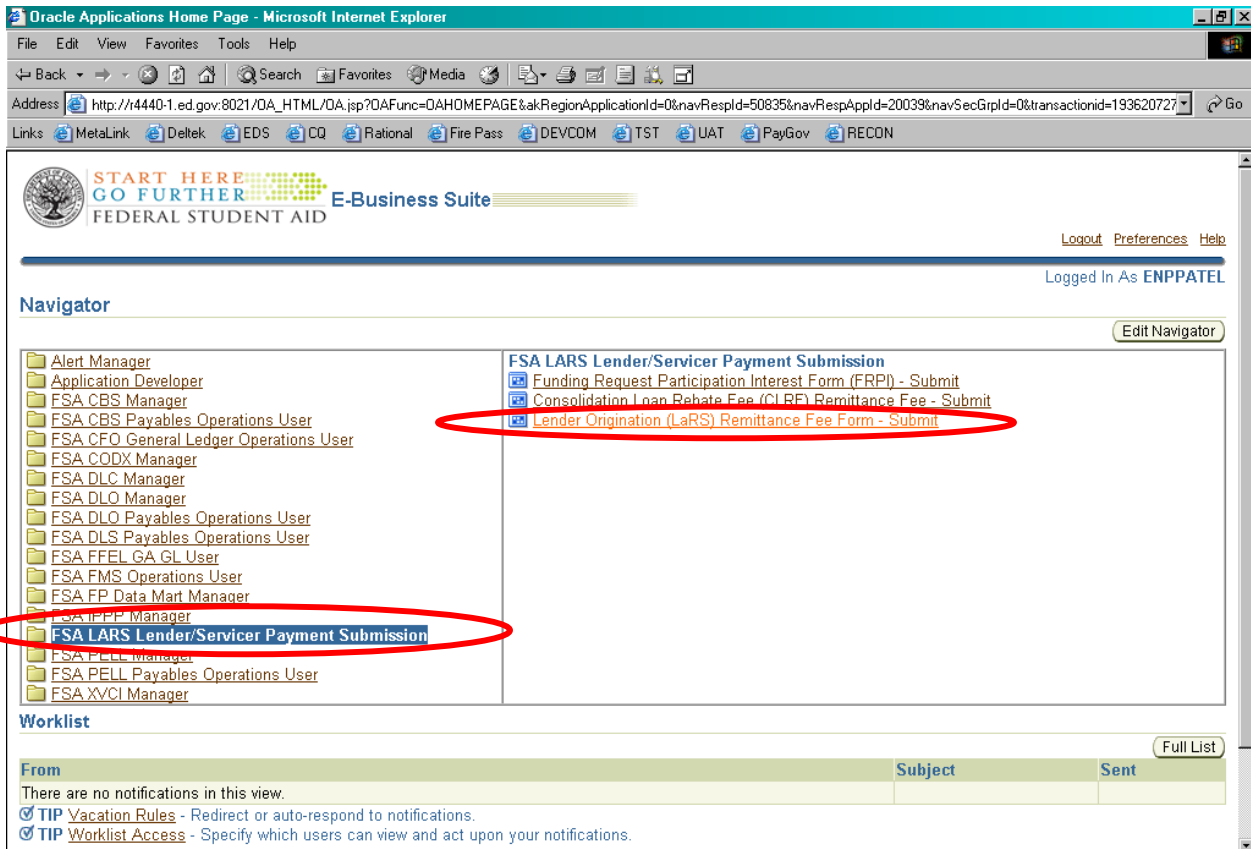 Oracle Applications Home Page - Microsoft Internet Explorer
File Edit View Favorites Tools Help
Back Search Favorites Media
Address http://r4440-1.ed.gov:8021/OA_HTML/OA.jsp?OAFunc=OAHOMEPAGE&akRegionApplicationId=0&navRespId=50835&navRespAppId=20039&navSecGrpId=0&transactionid=193620727 Go
Links MetaLink Deltek EDS CQ Rational Fire Pass DEVCOM TST UAT PayGov RECON
START HERE
GO FURTHER
FEDERAL STUDENT AID
E-Business Suite
Logout Preferences Help
Logged In As ENPPATEL
Navigator
Edit Navigator
Alert Manager
Application Developer
FSA CBS Manager
FSA CBS Payables Operations User
FSA CFO General Ledger Operations User
FSA CODX Manager
FSA DLC Manager
FSA DLO Manager
FSA DLO Payables Operations User
FSA DLS Payables Operations User
FSA FFEL GA GL User
FSA FMS Operations User
FSA FP Data Mart Manager
FSA IPPP Manager
FSA LARS Lender/Servicer Payment Submission
FSA PELL Manager
FSA PELL Payables Operations User
FSA XVCI Manager
FSA LARS Lender/Servicer Payment Submission
Funding Request Participation Interest Form (FRPI) - Submit
Consolidation Loan Rebate Fee (CLRF) Remittance Fee - Submit
Lender Origination (LaRS) Remittance Fee Form - Submit
Worklist
Full List
From Subject Sent
There are no notifications in this view.
TIP Vacation Rules - Redirect or auto-respond to notifications.
TIP Worklist Access - Specify which users can view and act upon your notifications.